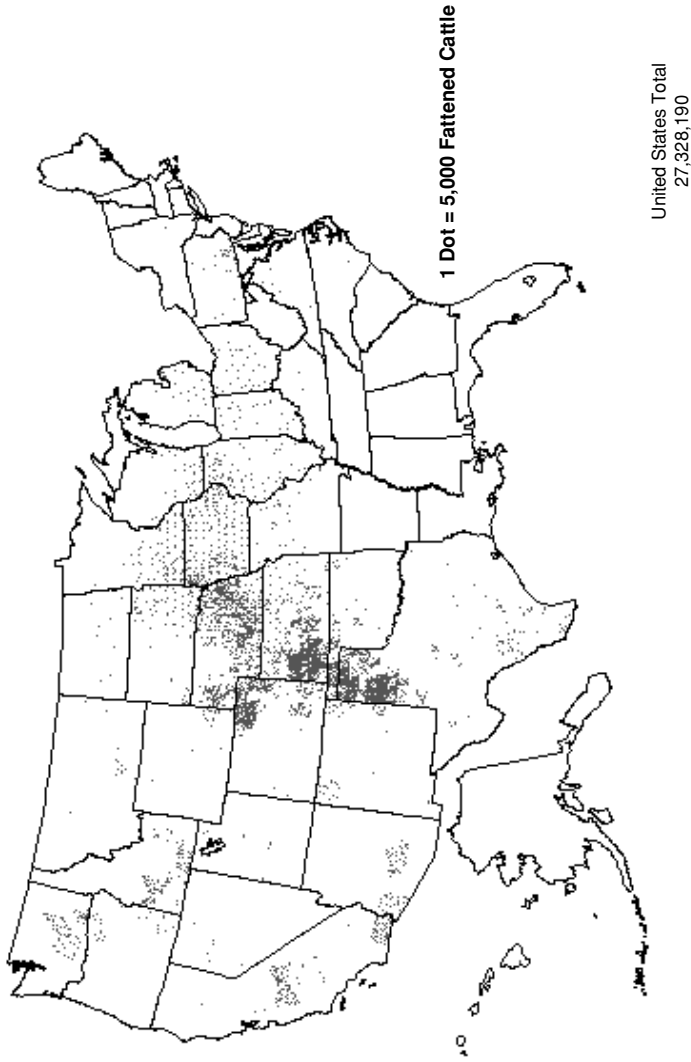 1 Dot = 5,000 Fattened Cattle
United States Total
27,328,190